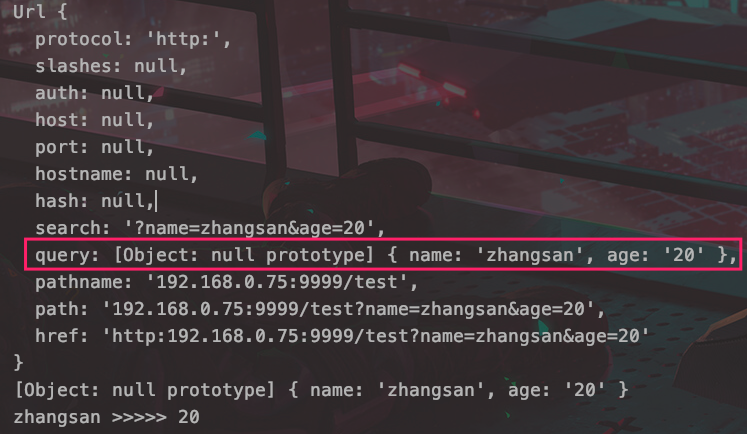 Url {
  protocol: 'http:',
  slashes: null,
  auth: null,
  host: null,
  port: null,
  hostname: null,
  hash: null,
  search: '?name=zhangsan&age=20',
  query: [Object: null prototype] { name: 'zhangsan', age: '20' },
  pathname: '192.168.0.75:9999/test',
  path: '192.168.0.75:9999/test?name=zhangsan&age=20',
  href: 'http:192.168.0.75:9999/test?name=zhangsan&age=20'
}
[Object: null prototype] { name: 'zhangsan', age: '20' }
zhangsan >>>>> 20